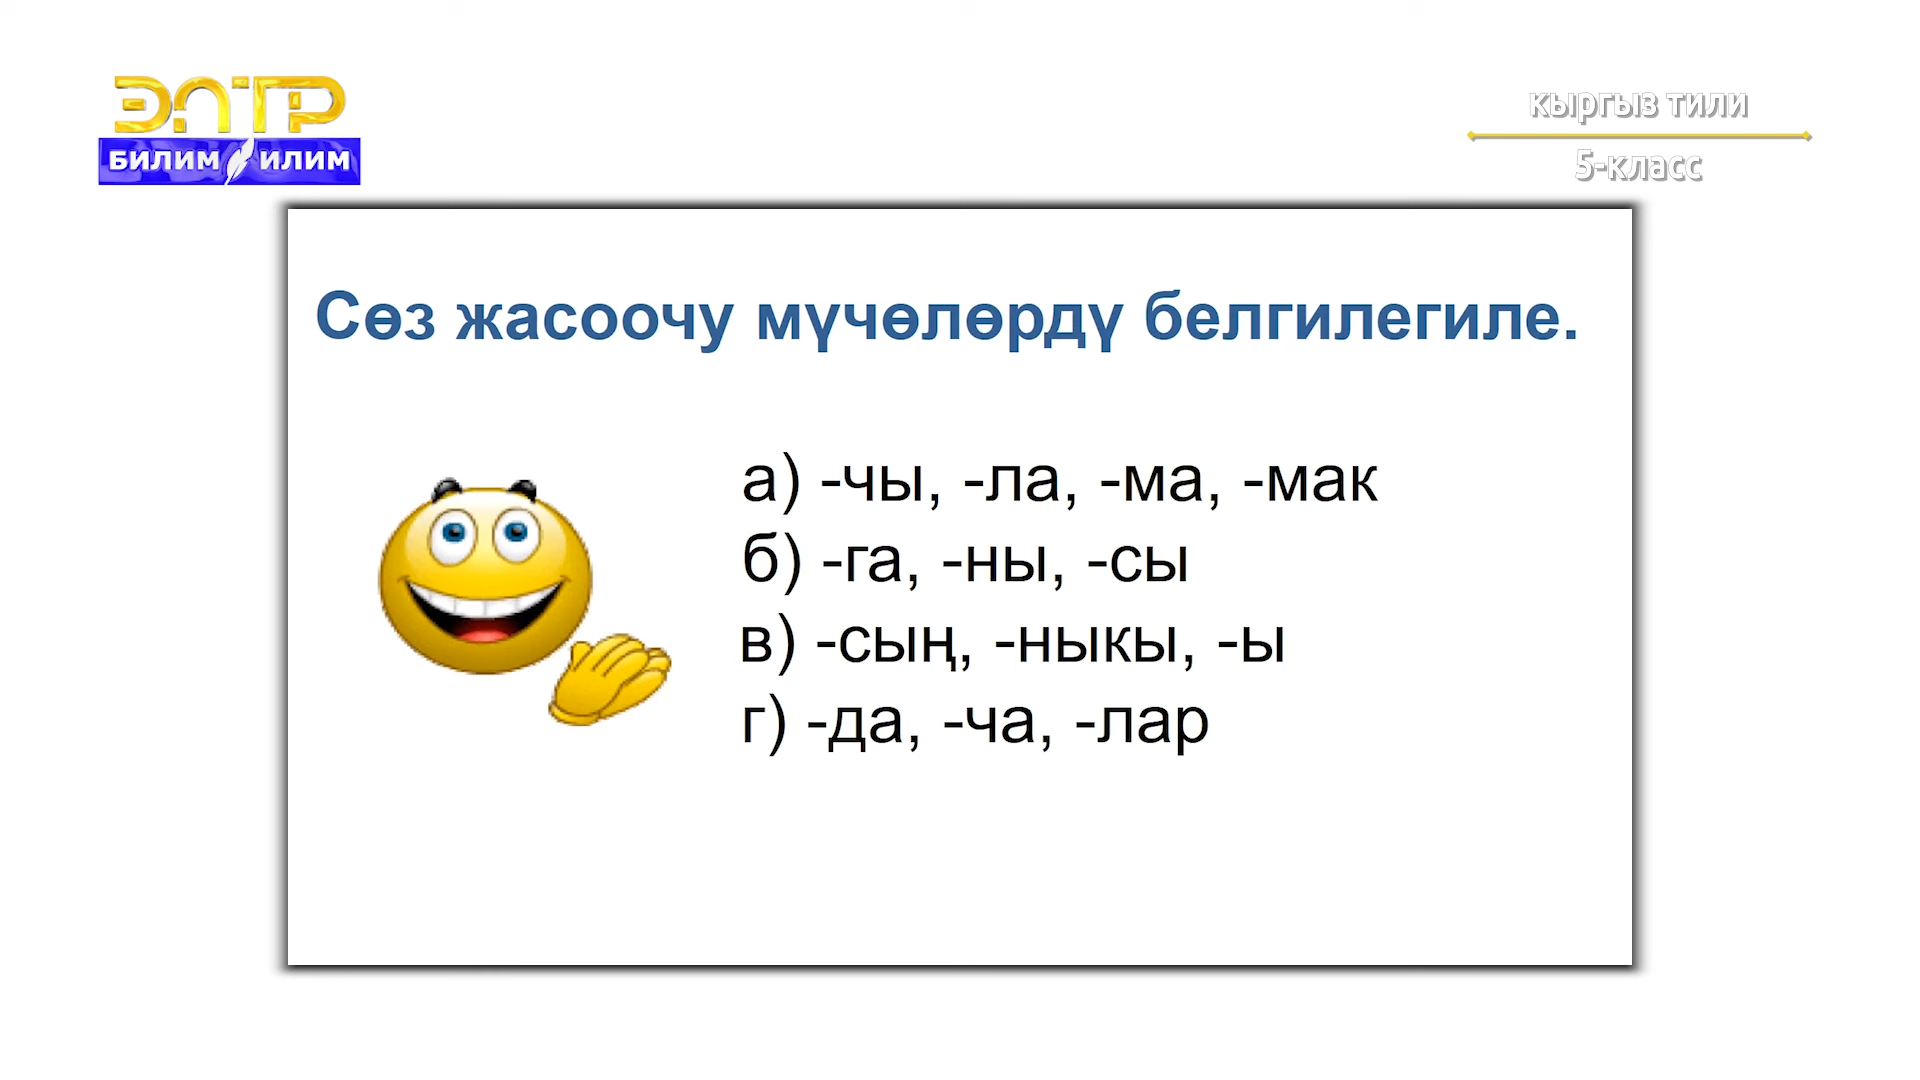 ЭЛТР
БИЛИМ ИЛИМ
кыргыз тили
5-класс
Сөз жасоочу мүчөлөрдү белгилегиле.
а) -чы, -ла, -ма, -мак
б) -га, -ны, -сы
в) -сың, -ныкы, -ы
г) -да, -ча, -лар